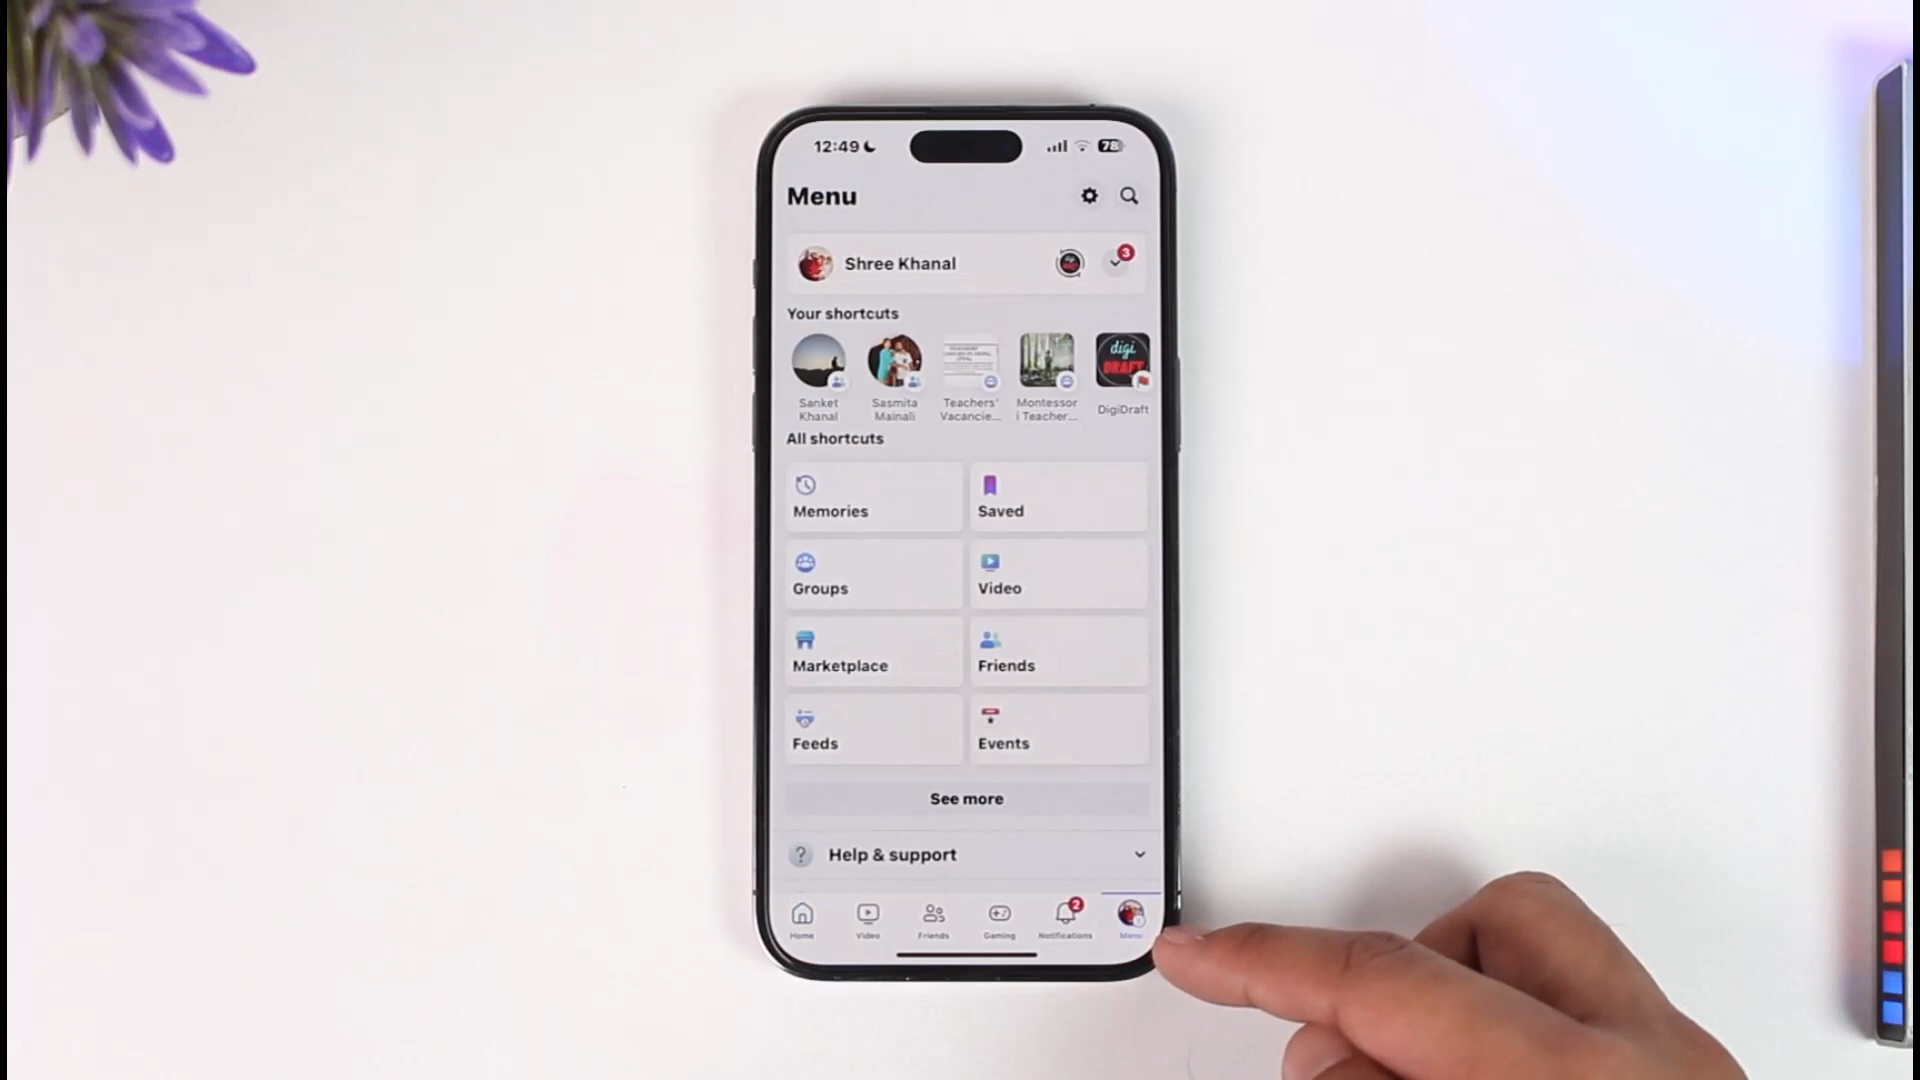 12:49
78
Menu
Shree Khanal
3
Your shortcuts
digi
DRAFT
Sanket
Khanal
Sasmita
Mainali
Teachers'
Vacancie...
Montessor
i Teacher...
DigiDraft
All shortcuts
Memories
Saved
Groups
Video
Marketplace
Friends
Feeds
Events
See more
? Help & support
2
Home
Video
Friends
Gaming
Notifications
Menu